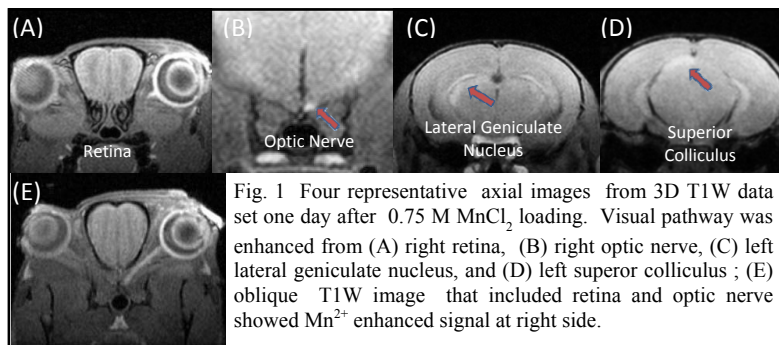 (A)
(B)
(C)
(D)
Retina
Optic Nerve
Lateral Geniculate
Nucleus
Superior
Colliculus
(E)
Fig. 1 Four representative axial images from 3D T1W data
set one day after 0.75 M MnCl₂ loading. Visual pathway was
enhanced from (A) right retina, (B) right optic nerve, (C) left
lateral geniculate nucleus, and (D) left superor colliculus ; (E)
oblique T1W image that included retina and optic nerve
showed Mn²⁺ enhanced signal at right side.